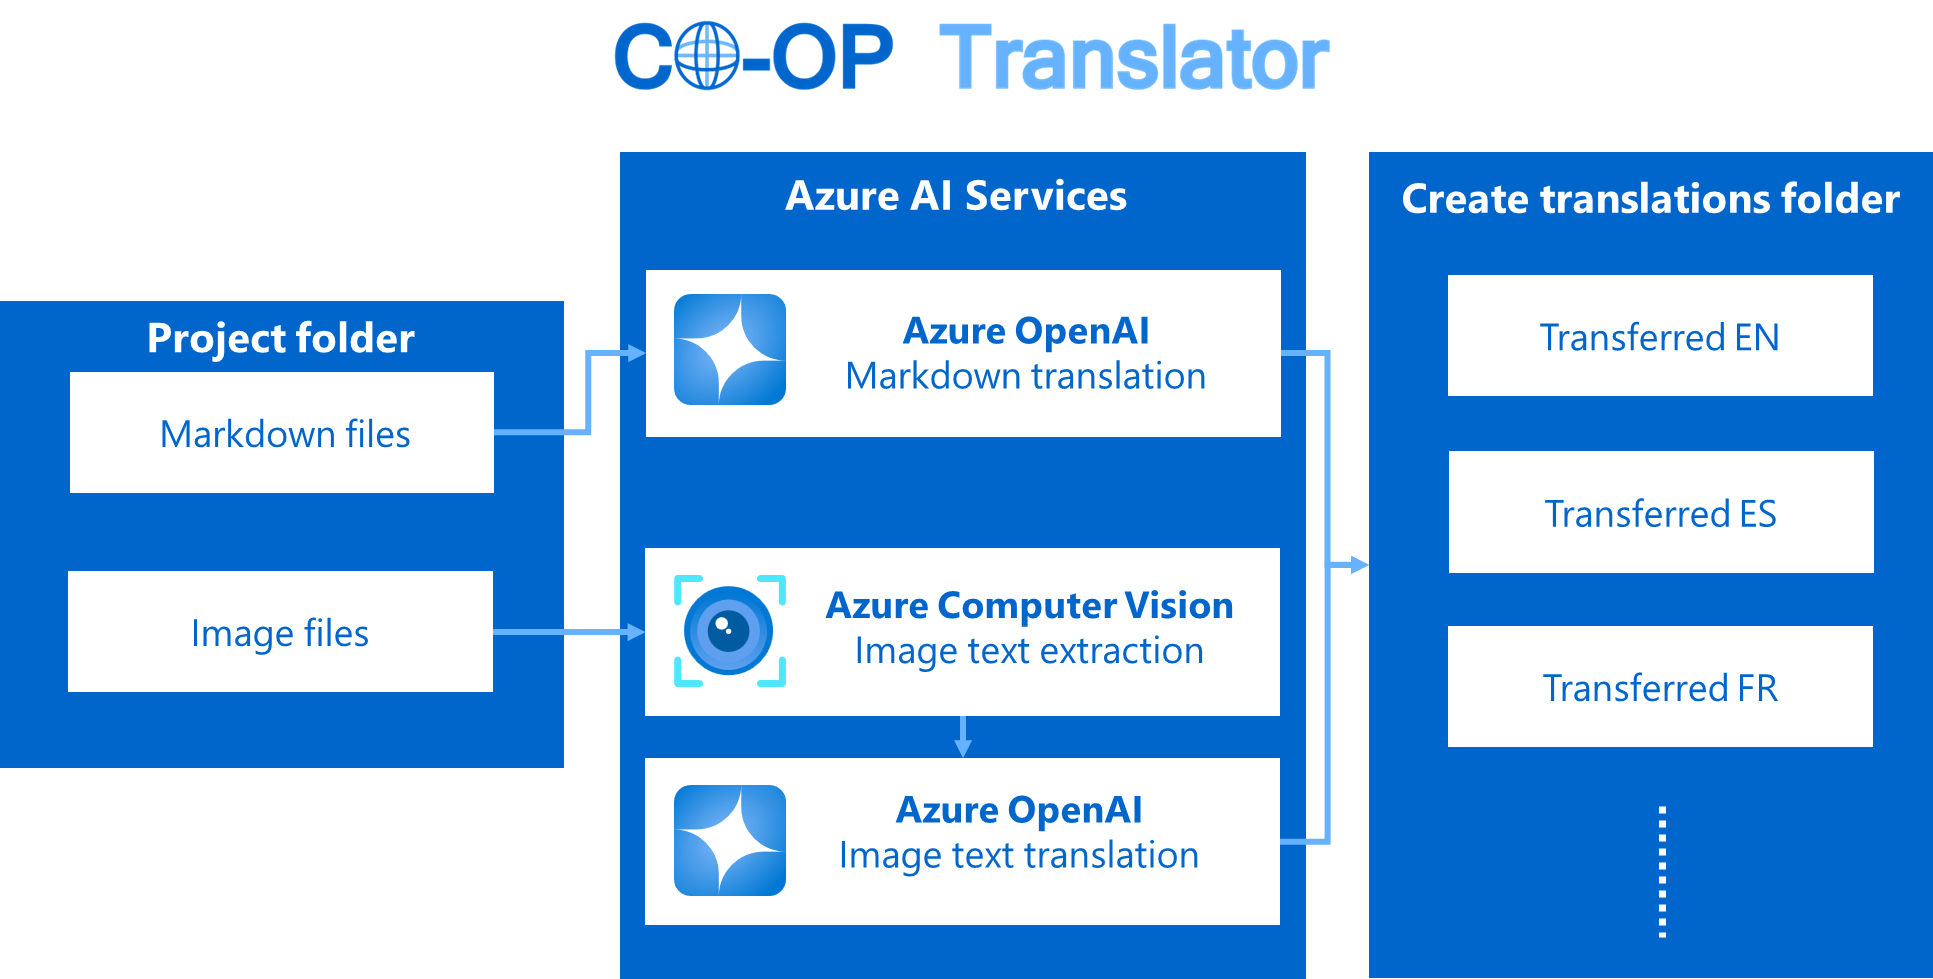 CO-OP Translator
Project folder
Markdown files
Image files
Azure AI Services
Azure OpenAI
Markdown translation
Azure Computer Vision
Image text extraction
Azure OpenAI
Image text translation
Create translations folder
Transferred EN
Transferred ES
Transferred FR